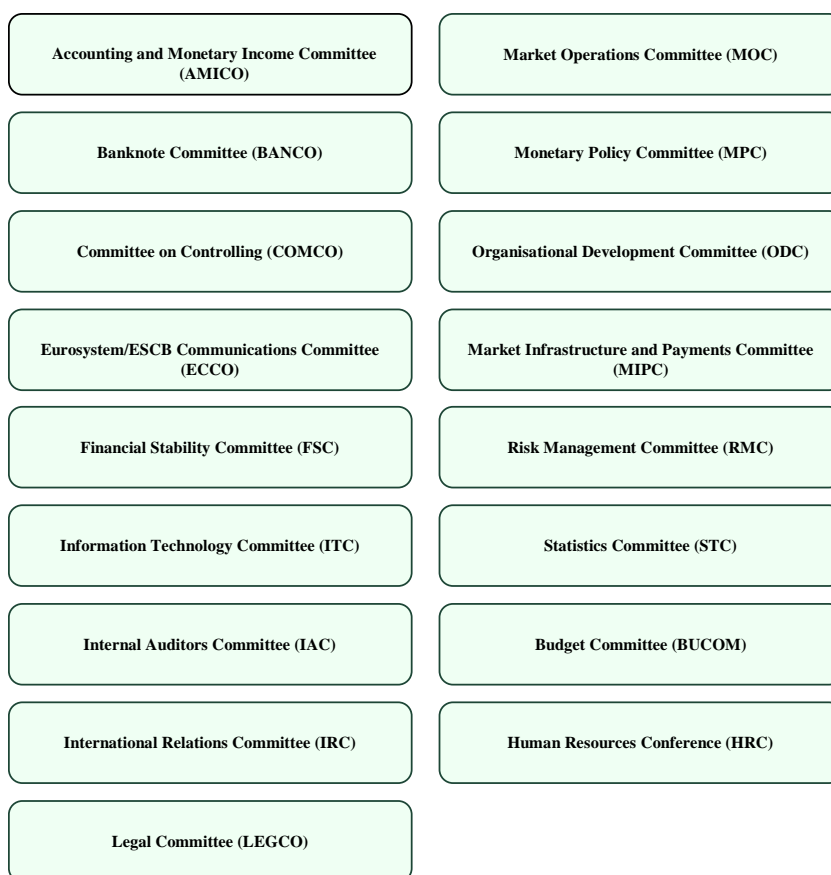 Accounting and Monetary Income Committee
(AMICO)
Market Operations Committee (MOC)
Banknote Committee (BANCO)
Monetary Policy Committee (MPC)
Committee on Controlling (COMCO)
Organisational Development Committee (ODC)
Eurosystem/ESCB Communications Committee
(ECCO)
Market Infrastructure and Payments Committee
(MIPC)
Financial Stability Committee (FSC)
Risk Management Committee (RMC)
Information Technology Committee (ITC)
Statistics Committee (STC)
Internal Auditors Committee (IAC)
Budget Committee (BUCOM)
International Relations Committee (IRC)
Human Resources Conference (HRC)
Legal Committee (LEGCO)